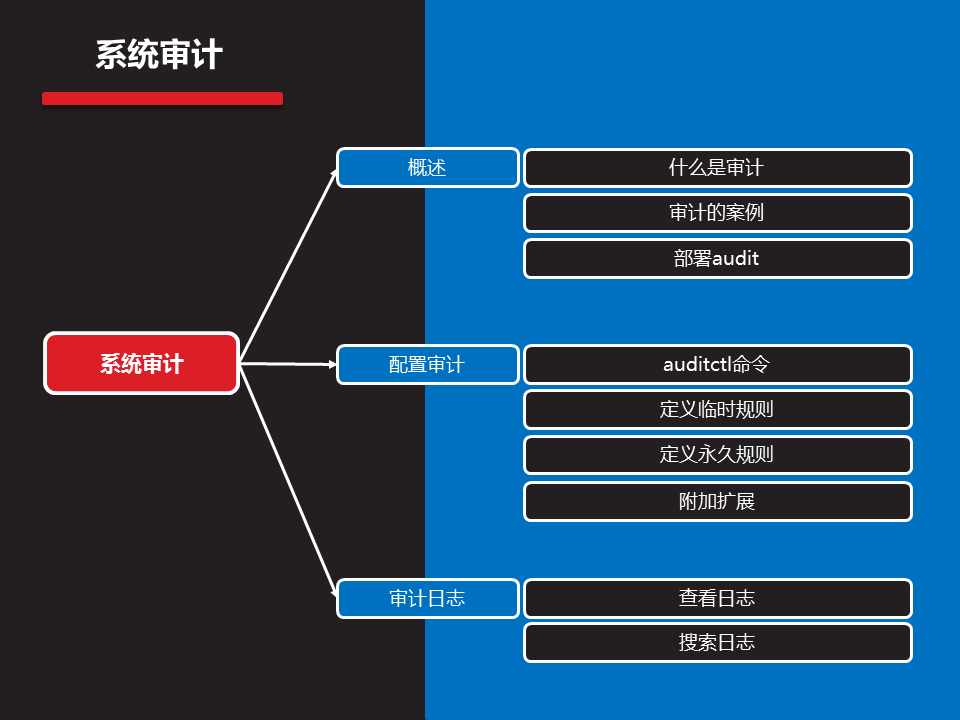 系统审计
概述
什么是审计
审计的案例
部署audit
系统审计
配置审计
auditctl命令
定义临时规则
定义永久规则
附加扩展
审计日志
查看日志
搜索日志